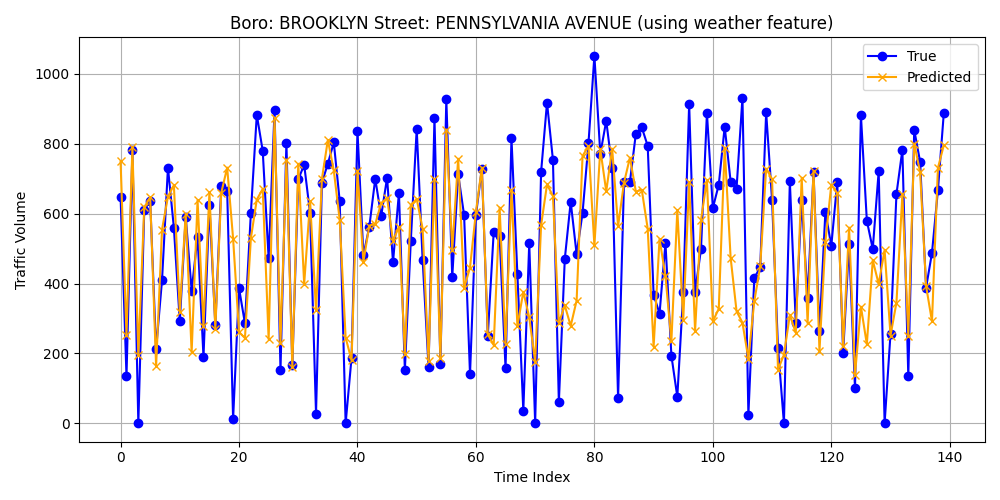 Boro: BROOKLYN Street: PENNSYLVANIA AVENUE (using weather feature)
True
Predicted
Traffic Volume
1000
800
600
400
200
0
0 20 40 60 80 100 120 140
Time Index